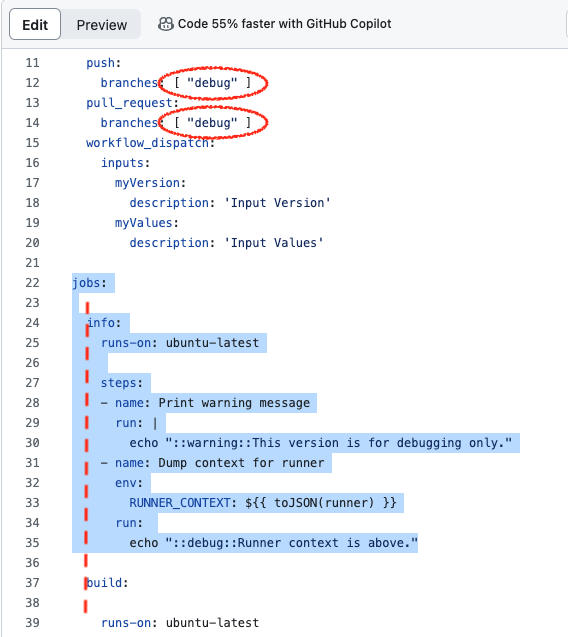 Edit Preview Code 55% faster with GitHub Copilot
11 push:
12 branches: [ "debug" ]
13 pull_request:
14 branches: [ "debug" ]
15 workflow_dispatch:
16 inputs:
17 myVersion:
18 description: 'Input Version'
19 myValues:
20 description: 'Input Values'
21
22 jobs:
23
24 info:
25 runs-on: ubuntu-latest
26
27 steps:
28 - name: Print warning message
29 run: |
30 echo "::warning::This version is for debugging only."
31 - name: Dump context for runner
32 env:
33 RUNNER_CONTEXT: ${{ toJSON(runner) }}
34 run:
35 echo "::debug::Runner context is above."
36
37 build:
38
39 runs-on: ubuntu-latest